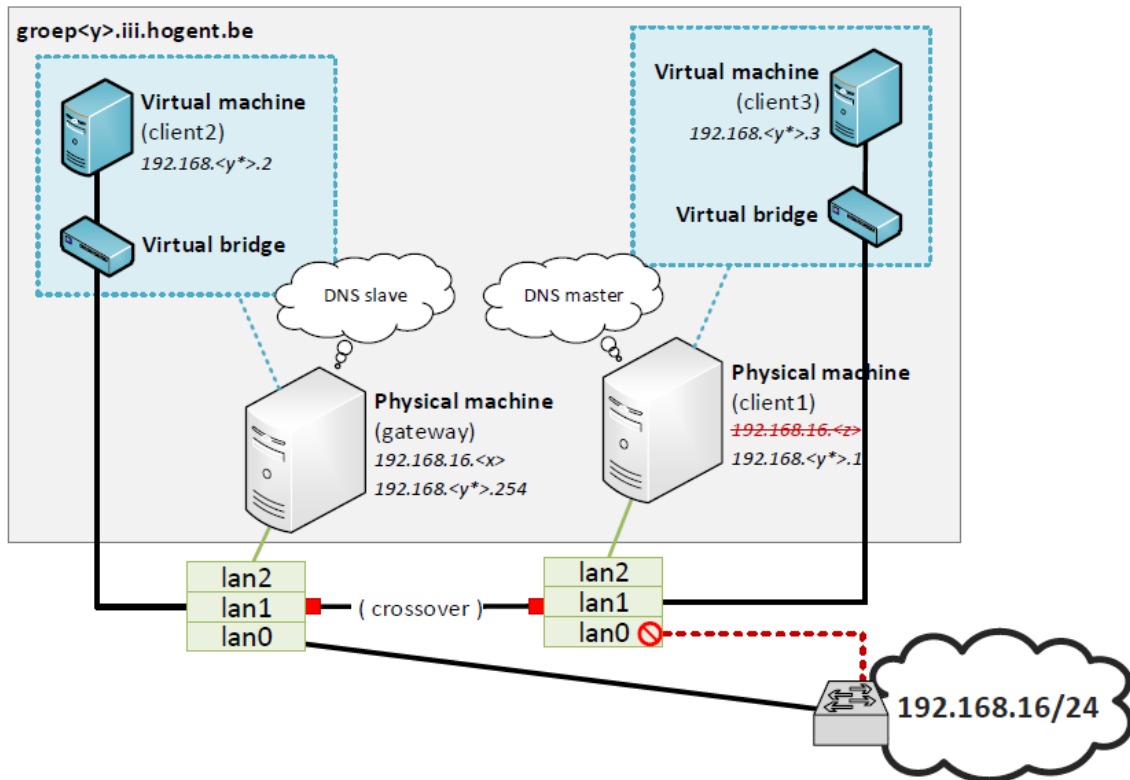 groep<y>.iii.hogent.be
Virtual machine
(client2)
192.168.<y*>.2
Virtual bridge
Virtual machine
(client3)
192.168.<y*>.3
Virtual bridge
DNS slave
DNS master
Physical machine
(gateway)
192.168.16.<x>
192.168.<y*>.254
Physical machine
(client1)
192.168.16.<z>
192.168.<y*>.1
lan2
lan1
lan0
( crossover )
lan2
lan1
lan0
192.168.16/24